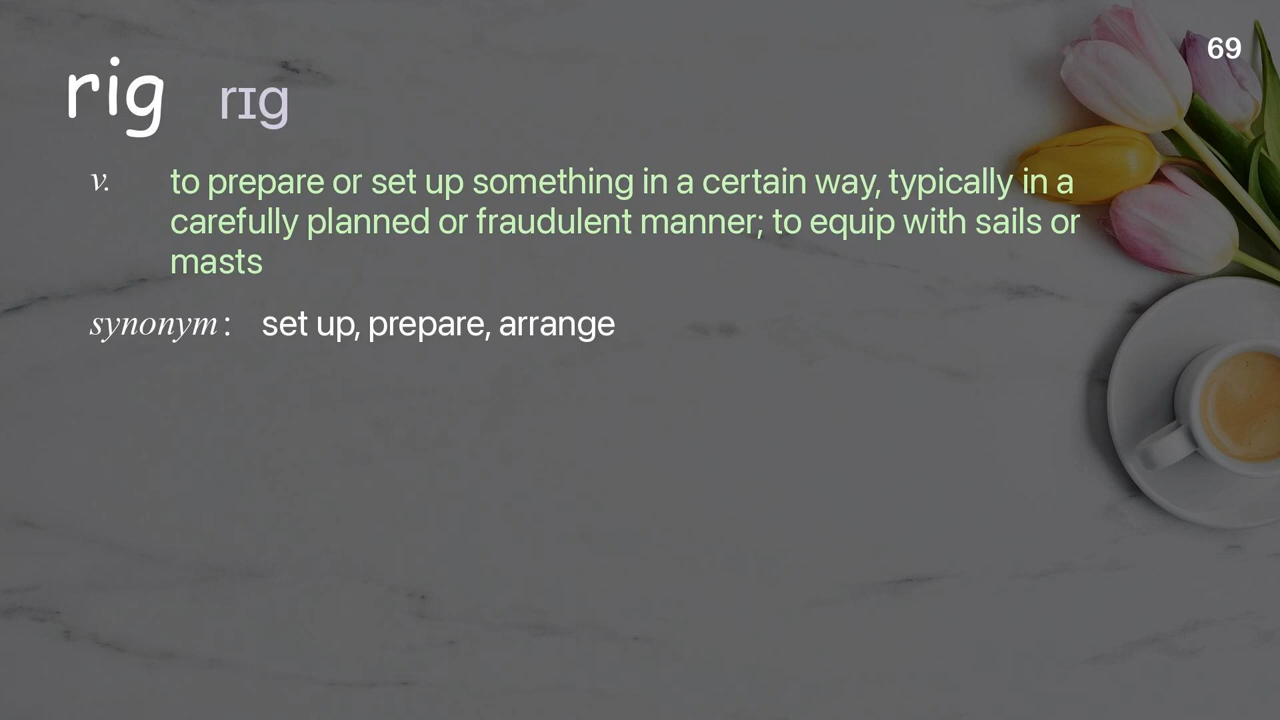 69
rig rɪg
v. to prepare or set up something in a certain way, typically in a
carefully planned or fraudulent manner; to equip with sails or
masts
synonym: set up, prepare, arrange